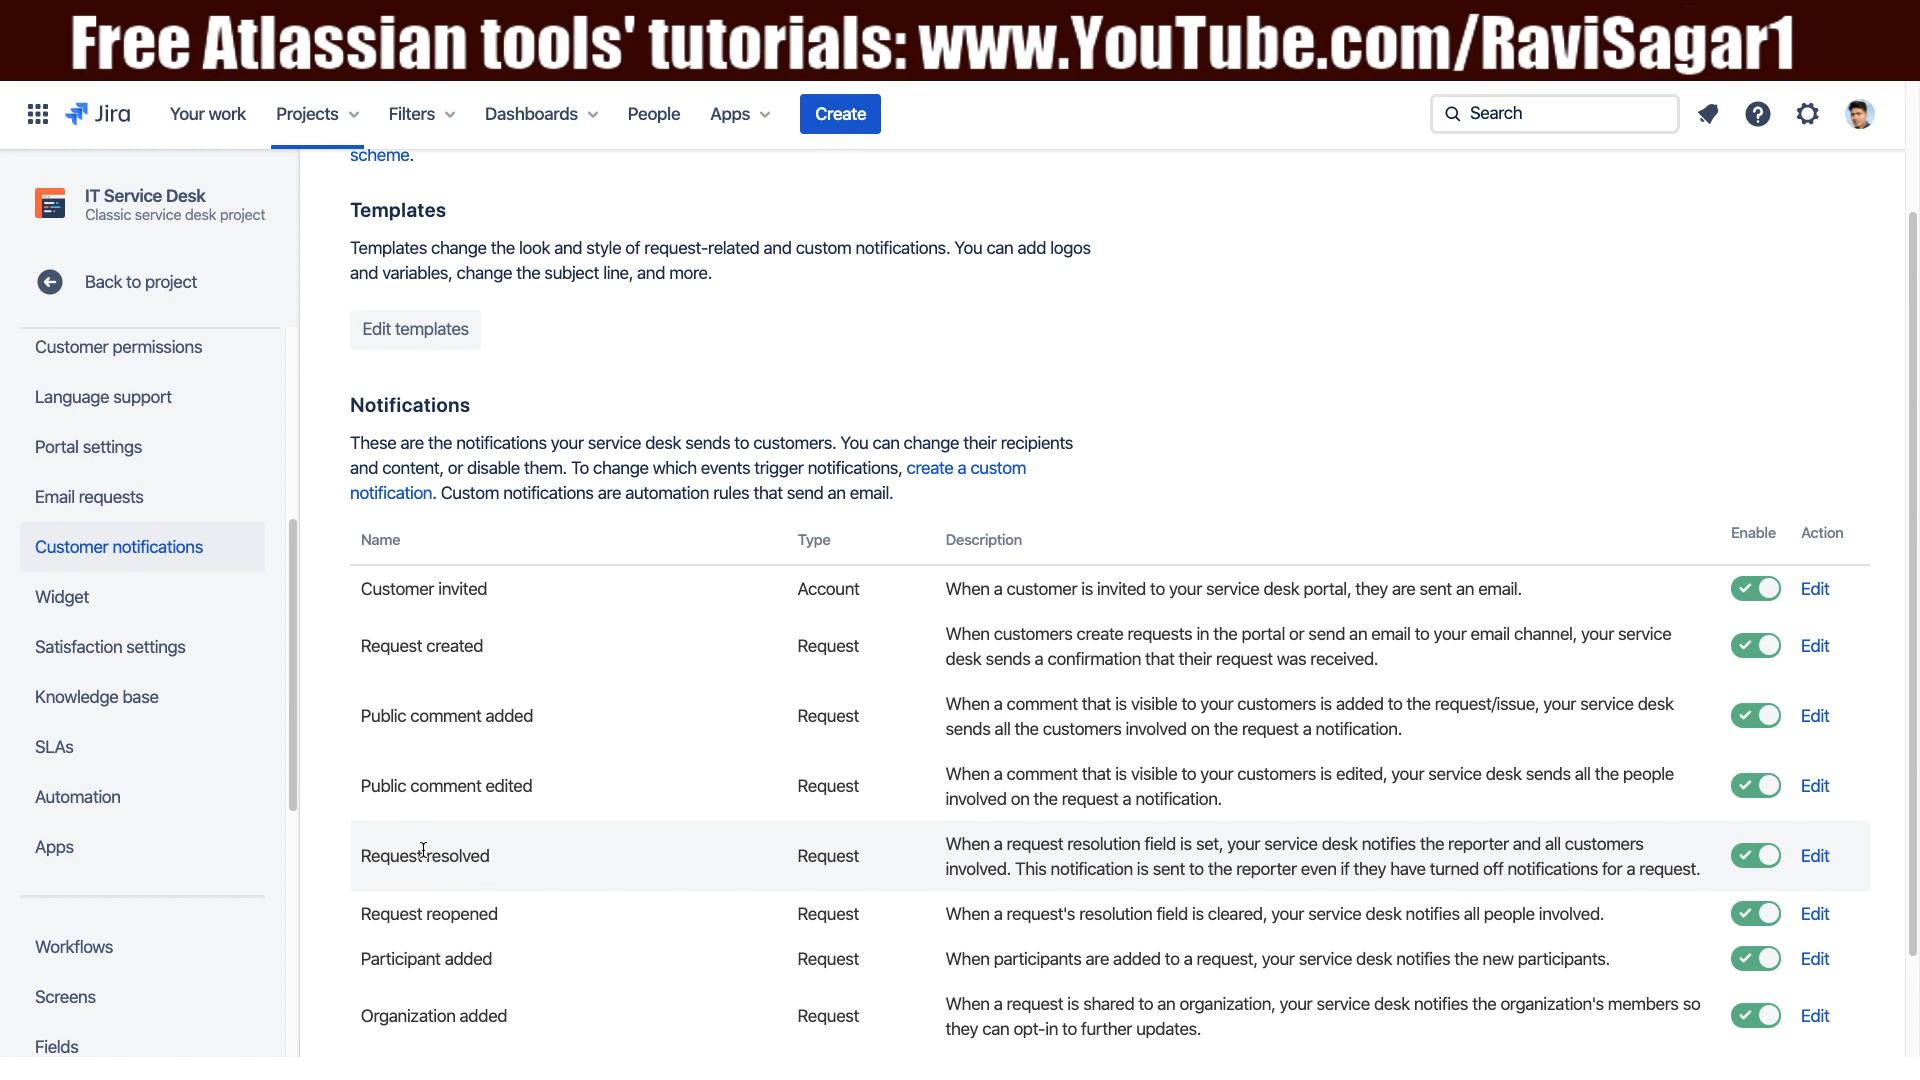 Free Atlassian tools' tutorials: www.YouTube.com/RaviSagar1
Jira
Your work
Projects
Filters
Dashboards
People
Apps
Create
Search
IT Service Desk
Classic service desk project
Back to project
Customer permissions
Language support
Portal settings
Email requests
Customer notifications
Widget
Satisfaction settings
Knowledge base
SLAs
Automation
Apps
Workflows
Screens
Fields
scheme.
Templates
Templates change the look and style of request-related and custom notifications. You can add logos
and variables, change the subject line, and more.
Edit templates
Notifications
These are the notifications your service desk sends to customers. You can change their recipients
and content, or disable them. To change which events trigger notifications, create a custom
notification. Custom notifications are automation rules that send an email.
Name Type Description Enable Action
Customer invited Account When a customer is invited to your service desk portal, they are sent an email. Edit
Request created Request When customers create requests in the portal or send an email to your email channel, your service
desk sends a confirmation that their request was received. Edit
Public comment added Request When a comment that is visible to your customers is added to the request/issue, your service desk
sends all the customers involved on the request a notification. Edit
Public comment edited Request When a comment that is visible to your customers is edited, your service desk sends all the people
involved on the request a notification. Edit
Request resolved Request When a request resolution field is set, your service desk notifies the reporter and all customers
involved. This notification is sent to the reporter even if they have turned off notifications for a request. Edit
Request reopened Request When a request's resolution field is cleared, your service desk notifies all people involved. Edit
Participant added Request When participants are added to a request, your service desk notifies the new participants. Edit
Organization added Request When a request is shared to an organization, your service desk notifies the organization's members so
they can opt-in to further updates. Edit